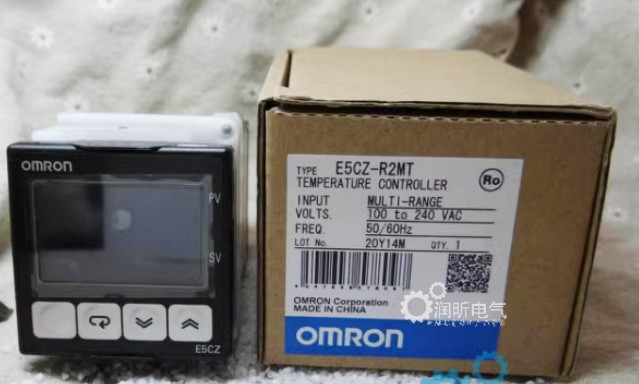 OMRON
PV
SV
E5CZ
TYPE E5CZ-R2MT
TEMPERATURE CONTROLLER
Ro
INPUT MULTI-RANGE
VOLTS. 100 to 240 VAC
FREQ. 50/60Hz
LOT No. 20Y14M QTY. 1
OMRON Corporation
MADE IN CHINA
OMRON
润昕电气